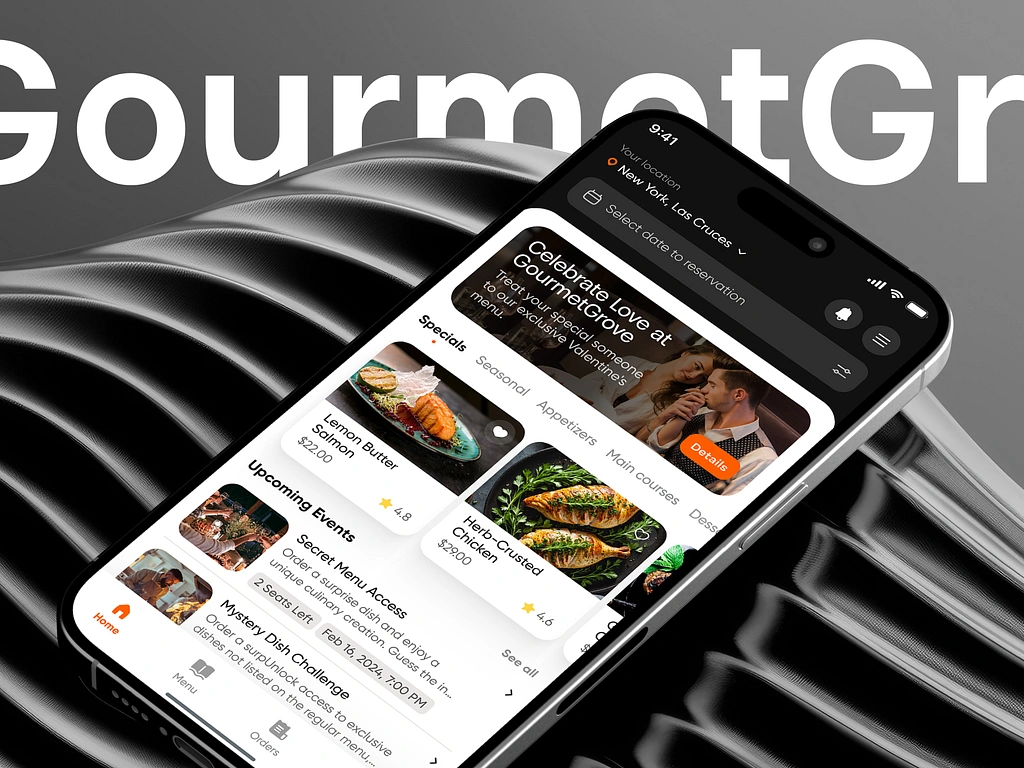 GourmetGr
9:41
Your location
New York, Las Cruces
Select date to reservation
Celebrate Love at
GourmetGrove
Treat your special someone
to our exclusive Valentine's
menu.
Details
Specials
Seasonal
Appetizers
Main courses
Dess
Lemon Butter
Salmon
$22.00
4.8
Herb-Crusted
Chicken
$29.00
4.6
Upcoming Events
See all
Secret Menu Access
Order a surprise dish and enjoy a
unique culinary creation. Guess the in...
2 Seats Left
Feb 16, 2024, 7:00 PM
Mystery Dish Challenge
Order a surpUnlock access to exclusive
dishes not listed on the regular menu,...
Home
Menu
Orders